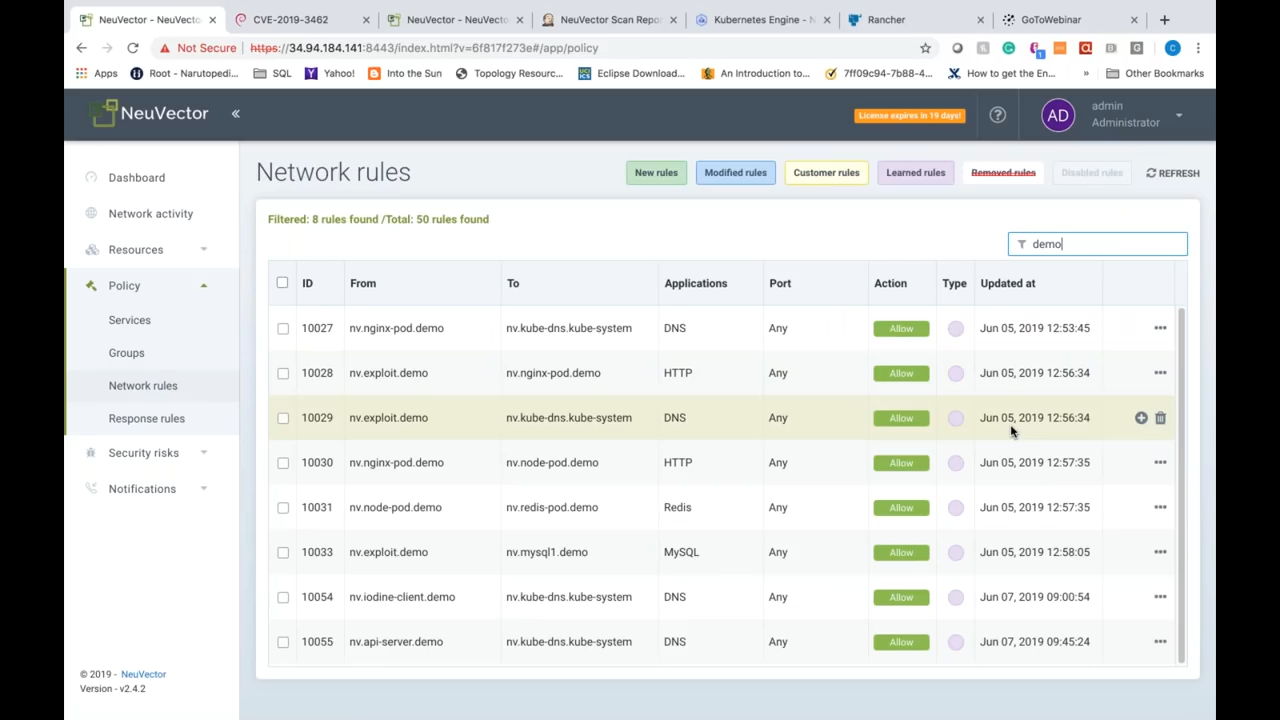 NeuVector - NeuVecto
CVE-2019-3462
NeuVector - NeuVecto
NeuVector Scan Repo
Kubernetes Engine - N
Rancher
GoToWebinar
Not Secure https://34.94.184.141:8443/index.html?v=6f817f273e#/app/policy
Apps Root - Narutopedi... SQL Yahoo! Into the Sun Topology Resourc... Eclipse Download... An Introduction to... 7ff09c94-7b88-4... How to get the En... » Other Bookmarks
NeuVector «
License expires in 19 days!
AD
admin
Administrator
Dashboard
Network activity
Resources
Policy
Services
Groups
Network rules
Response rules
Security risks
Notifications
© 2019 - NeuVector
Version - v2.4.2
Network rules
New rules Modified rules Customer rules Learned rules Removed rules Disabled rules REFRESH
Filtered: 8 rules found /Total: 50 rules found
demo
ID From To Applications Port Action Type Updated at
10027 nv.nginx-pod.demo nv.kube-dns.kube-system DNS Any Allow Jun 05, 2019 12:53:45
10028 nv.exploit.demo nv.nginx-pod.demo HTTP Any Allow Jun 05, 2019 12:56:34
10029 nv.exploit.demo nv.kube-dns.kube-system DNS Any Allow Jun 05, 2019 12:56:34
10030 nv.nginx-pod.demo nv.node-pod.demo HTTP Any Allow Jun 05, 2019 12:57:35
10031 nv.node-pod.demo nv.redis-pod.demo Redis Any Allow Jun 05, 2019 12:57:35
10033 nv.exploit.demo nv.mysql1.demo MySQL Any Allow Jun 05, 2019 12:58:05
10054 nv.iodine-client.demo nv.kube-dns.kube-system DNS Any Allow Jun 07, 2019 09:00:54
10055 nv.api-server.demo nv.kube-dns.kube-system DNS Any Allow Jun 07, 2019 09:45:24